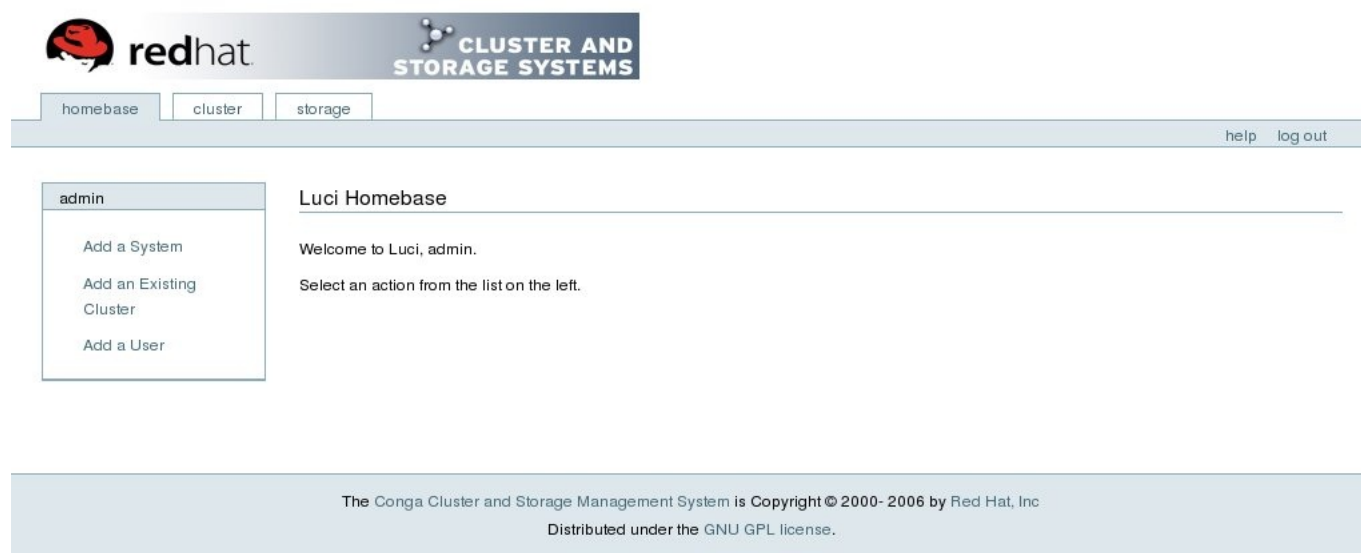 redhat.
CLUSTER AND
STORAGE SYSTEMS
homebase
cluster
storage
help
log out
admin
Add a System
Add an Existing
Cluster
Add a User
Luci Homebase
Welcome to Luci, admin.
Select an action from the list on the left.
The Conga Cluster and Storage Management System is Copyright © 2000- 2006 by Red Hat, Inc
Distributed under the GNU GPL license.